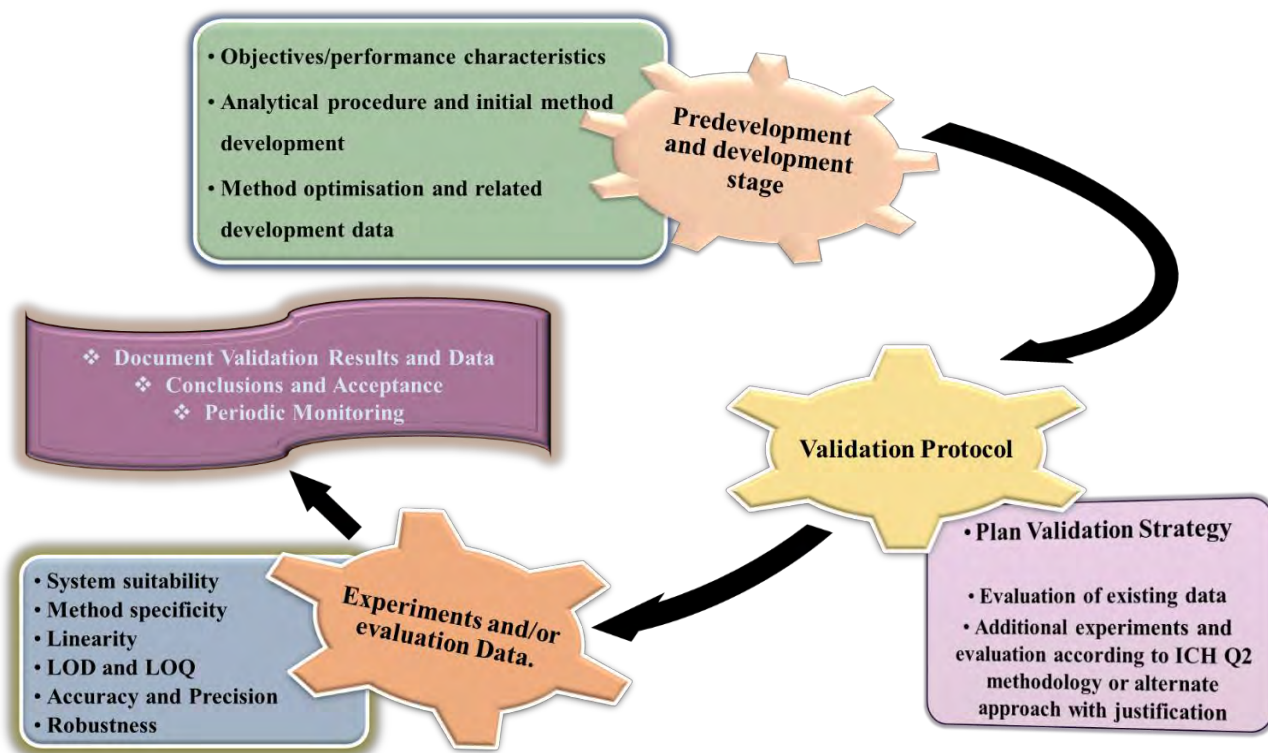 • Objectives/performance characteristics
• Analytical procedure and initial method
development
• Method optimisation and related
development data
Predevelopment
and development
stage
❖ Document Validation Results and Data
❖ Conclusions and Acceptance
❖ Periodic Monitoring
Validation Protocol
• Plan Validation Strategy
• Evaluation of existing data
• Additional experiments and
evaluation according to ICH Q2
methodology or alternate
approach with justification
Experiments and/or
evaluation Data.
• System suitability
• Method specificity
• Linearity
• LOD and LOQ
• Accuracy and Precision
• Robustness